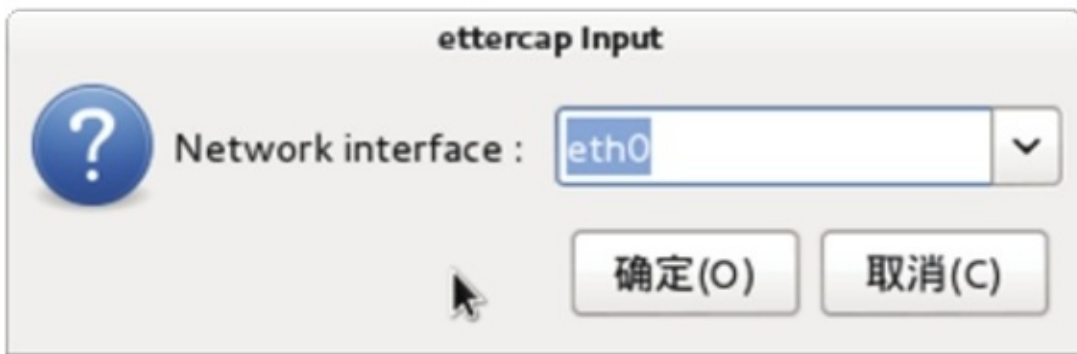 ettercap Input
?
Network interface : eth0
确定(O) 取消(C)